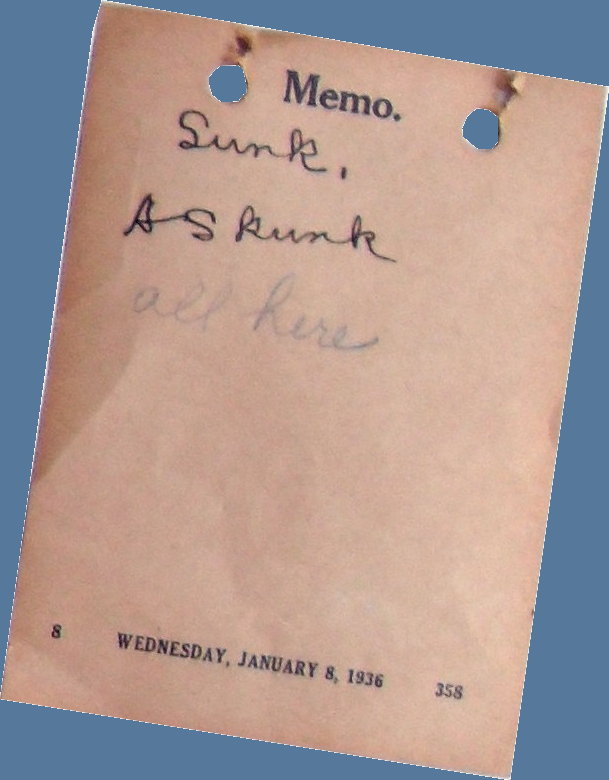 Memo.
Sunk.
A Skunk
all here
8 WEDNESDAY, JANUARY 8, 1936 358